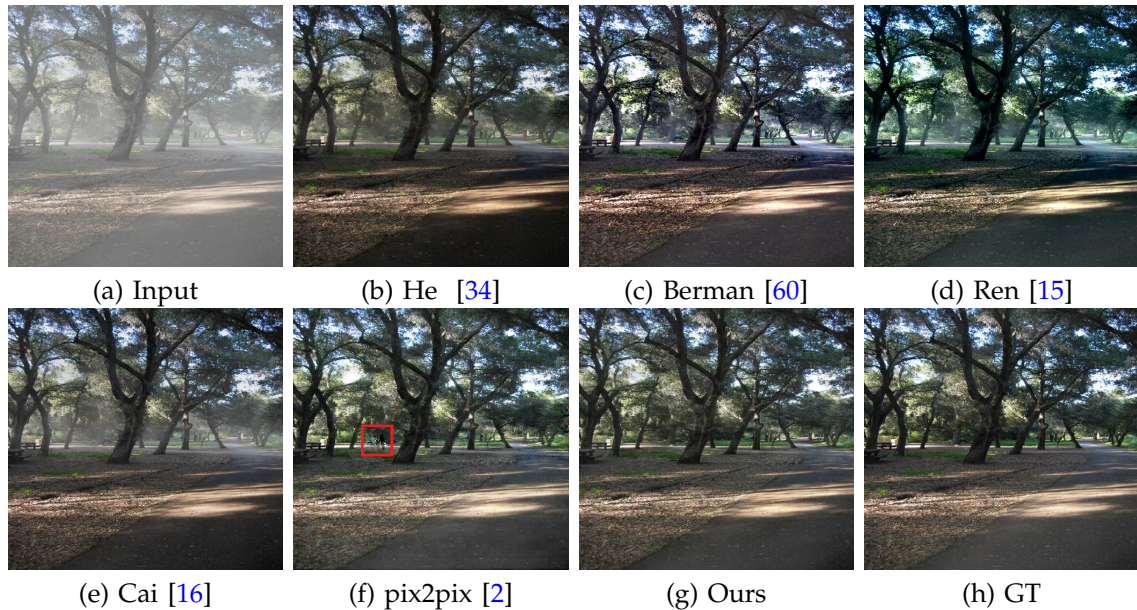 (a) Input
(b) He [34]
(c) Berman [60]
(d) Ren [15]
(e) Cai [16]
(f) pix2pix [2]
(g) Ours
(h) GT